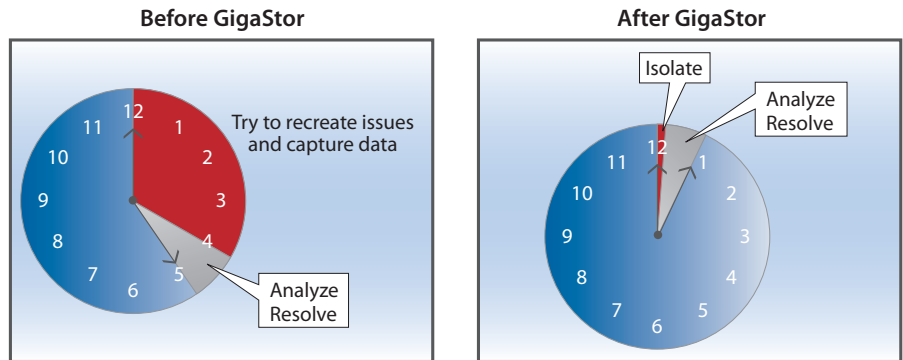 Before GigaStor
12
1
2
3
4
5
6
7
8
9
10
11
Try to recreate issues
and capture data
Analyze
Resolve
After GigaStor
Isolate
Analyze
Resolve
12
1
2
3
4
5
6
7
8
9
10
11